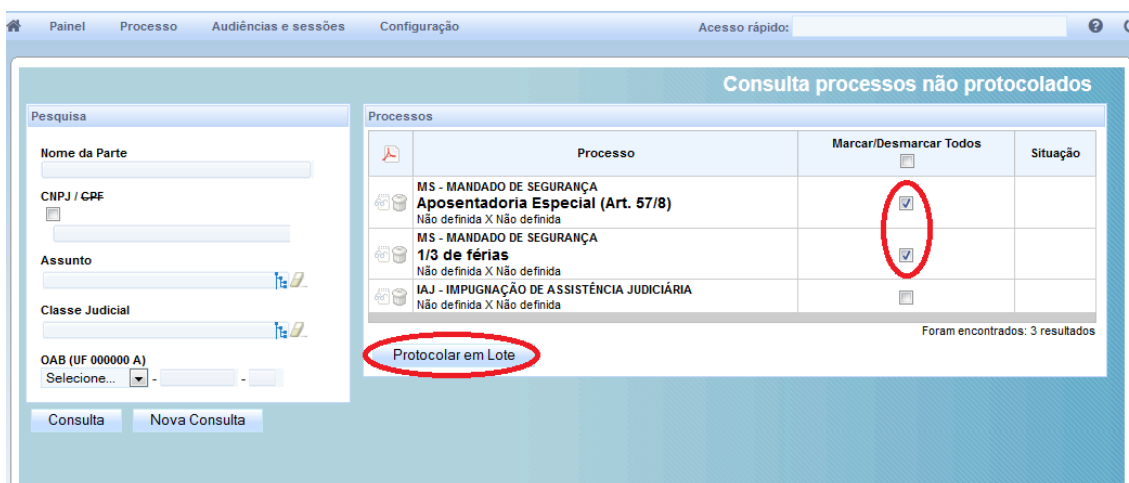 Painel Processo Audiências e sessões Configuração Acesso rápido:
Consulta processos não protocolados
Pesquisa
Nome da Parte
CNPJ / CPF
Assunto
Classe Judicial
OAB (UF 000000 A)
Selecione... - -
Consulta Nova Consulta
Processos
Processo Marcar/Desmarcar Todos Situação
MS - MANDADO DE SEGURANÇA
Aposentadoria Especial (Art. 57/8)
Não definida X Não definida
MS - MANDADO DE SEGURANÇA
1/3 de férias
Não definida X Não definida
IAJ - IMPUGNAÇÃO DE ASSISTÊNCIA JUDICIÁRIA
Não definida X Não definida
Foram encontrados: 3 resultados
Protocolar em Lote